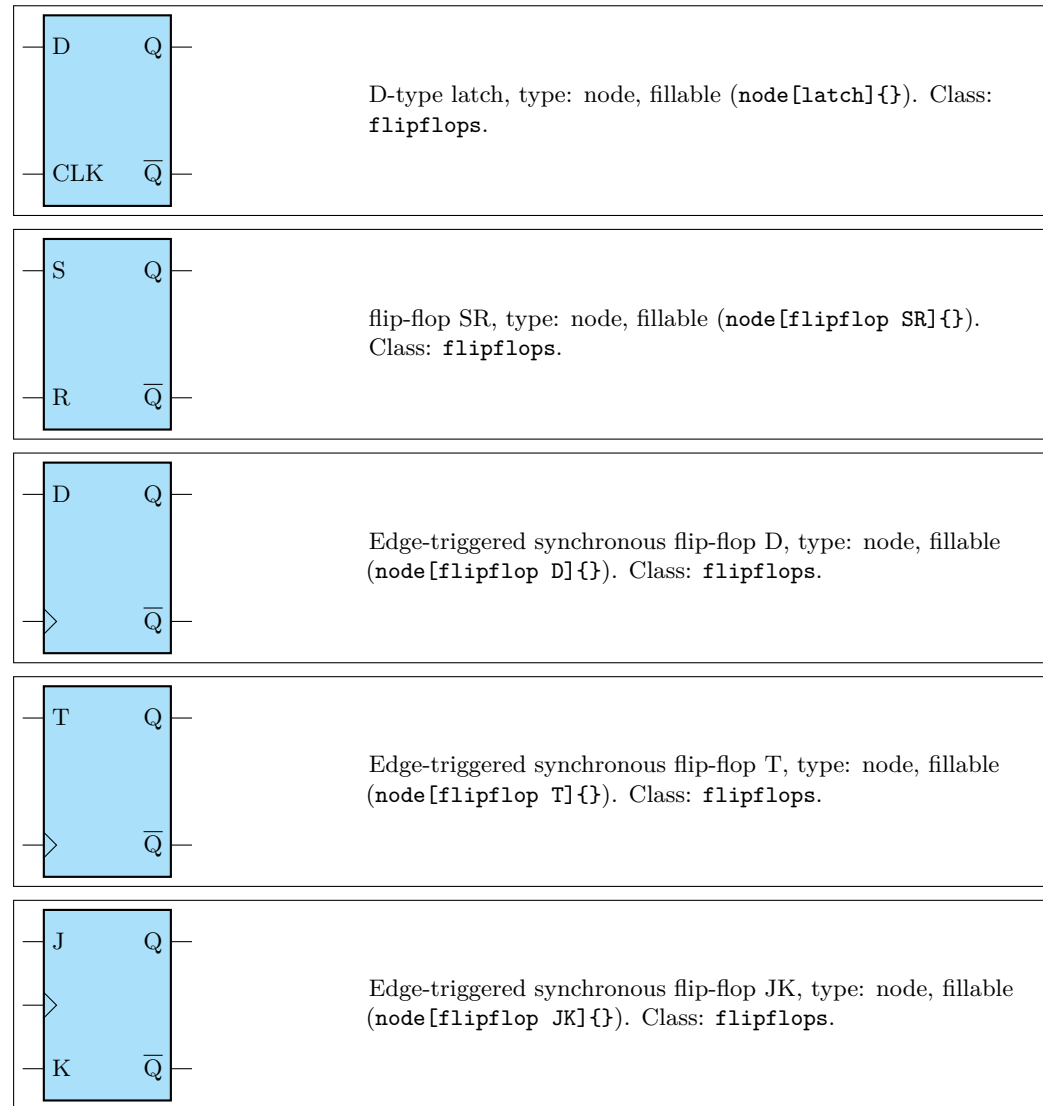 D Q
D-type latch, type: node, fillable (node[latch]{}). Class:
flipflops.
CLK Q̅
S Q
flip-flop SR, type: node, fillable (node[flipflop SR]{}).
Class: flipflops.
R Q̅
D Q
Edge-triggered synchronous flip-flop D, type: node, fillable
(node[flipflop D]{}). Class: flipflops.
Q̅
T Q
Edge-triggered synchronous flip-flop T, type: node, fillable
(node[flipflop T]{}). Class: flipflops.
Q̅
J Q
Edge-triggered synchronous flip-flop JK, type: node, fillable
(node[flipflop JK]{}). Class: flipflops.
K Q̅